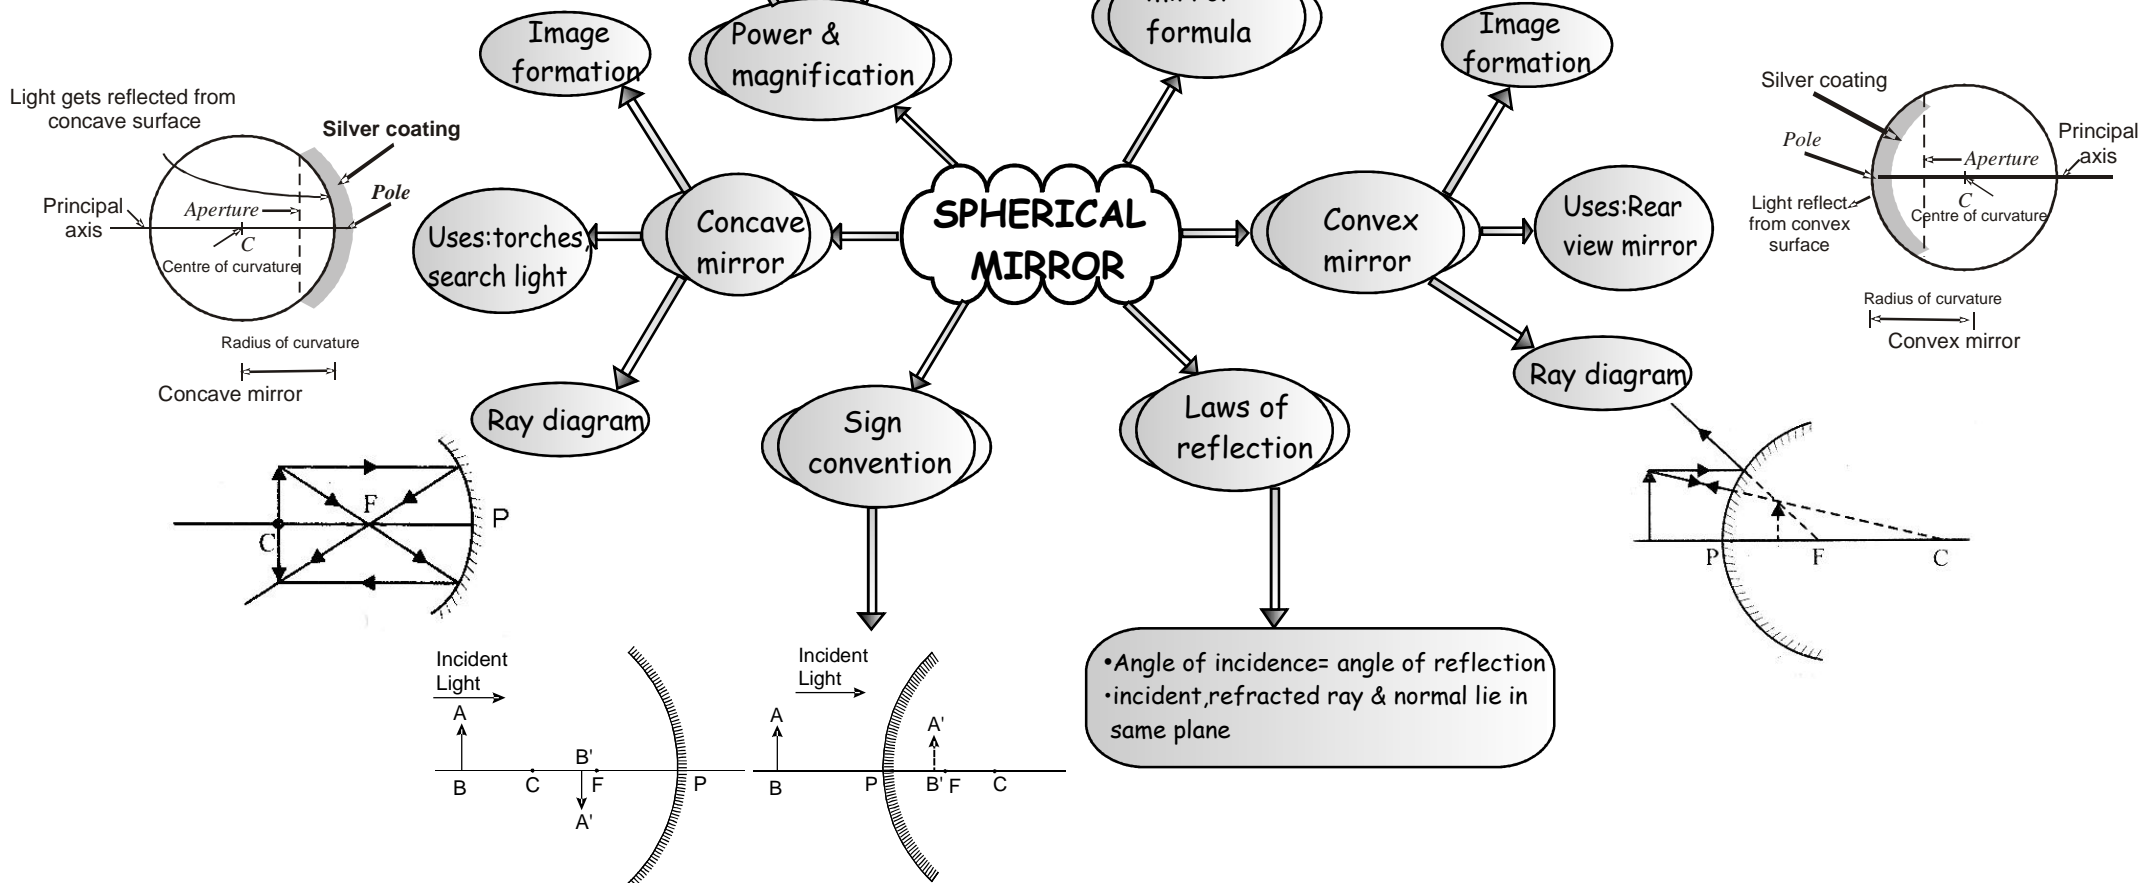 Image
formation
Power &
magnification
mirror
formula
Image
formation
Light gets reflected from
concave surface
Silver coating
Pole
Principal
axis
Aperture
C
Centre of curvature
Radius of curvature
Concave mirror
Uses:torches,
search light
Concave
mirror
SPHERICAL
MIRROR
Convex
mirror
Uses:Rear
view mirror
Silver coating
Pole
Principal
axis
Aperture
C
Centre of curvature
Light reflect
from convex
surface
Radius of curvature
Convex mirror
Ray diagram
Sign
convention
Laws of
reflection
Ray diagram
F
P
C
P
F
C
Incident
Light
A
B
C
B'
F
A'
P
Incident
Light
A
B
P
A'
B'
F
C
•Angle of incidence= angle of reflection
•incident,refracted ray & normal lie in
same plane